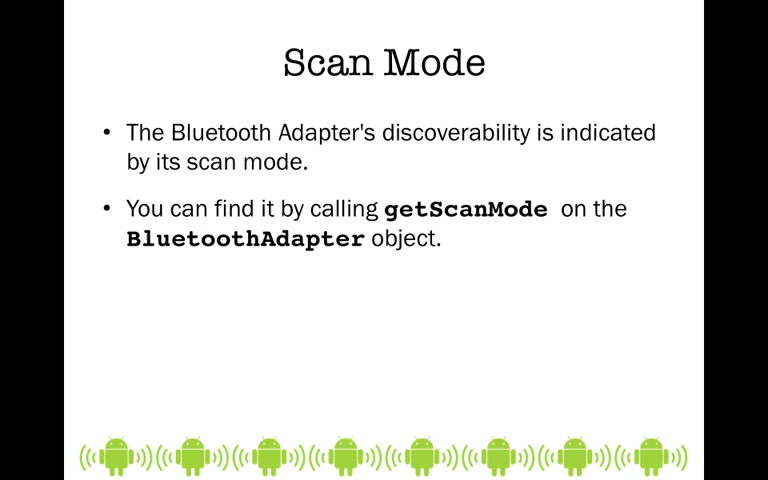 Scan Mode
• The Bluetooth Adapter's discoverability is indicated
by its scan mode.
• You can find it by calling getScanMode on the
BluetoothAdapter object.